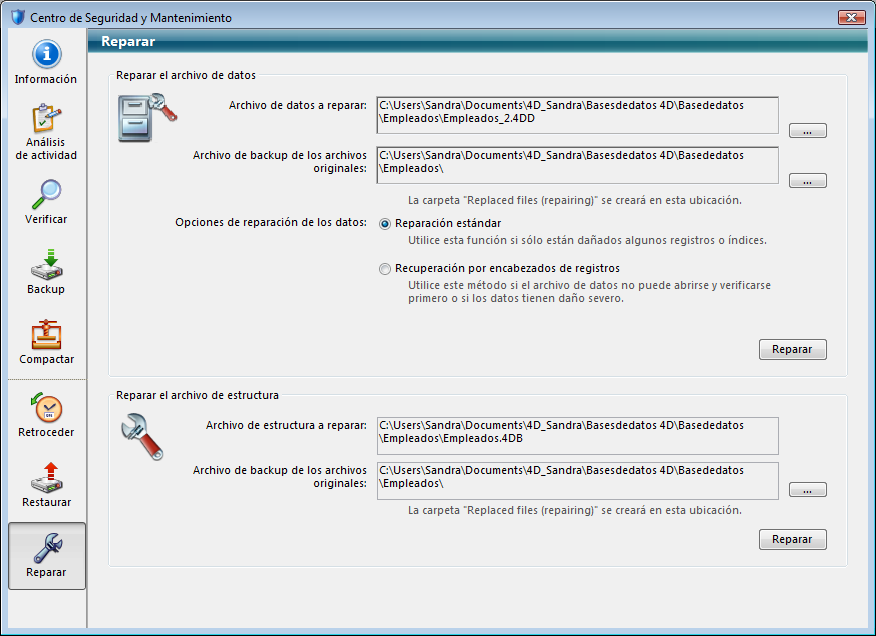 Centro de Seguridad y Mantenimiento
Información
Análisis
de actividad
Verificar
Backup
Compactar
Retroceder
Restaurar
Reparar
Reparar
Reparar el archivo de datos
Archivo de datos a reparar:
C:\Users\Sandra\Documents\4D_Sandra\Basesdedatos 4D\Basededatos
\Empleados\Empleados_2.4DD
...
Archivo de backup de los archivos
originales:
C:\Users\Sandra\Documents\4D_Sandra\Basesdedatos 4D\Basededatos
\Empleados\
...
La carpeta "Replaced files (repairing)" se creará en esta ubicación.
Opciones de reparación de los datos:
Reparación estándar
Utilice esta función si sólo están dañados algunos registros o índices.
Recuperación por encabezados de registros
Utilice este método si el archivo de datos no puede abrirse y verificarse
primero o si los datos tienen daño severo.
Reparar
Reparar el archivo de estructura
Archivo de estructura a reparar:
C:\Users\Sandra\Documents\4D_Sandra\Basesdedatos 4D\Basededatos
\Empleados\Empleados.4DB
Archivo de backup de los archivos
originales:
C:\Users\Sandra\Documents\4D_Sandra\Basesdedatos 4D\Basededatos
\Empleados\
...
La carpeta "Replaced files (repairing)" se creará en esta ubicación.
Reparar